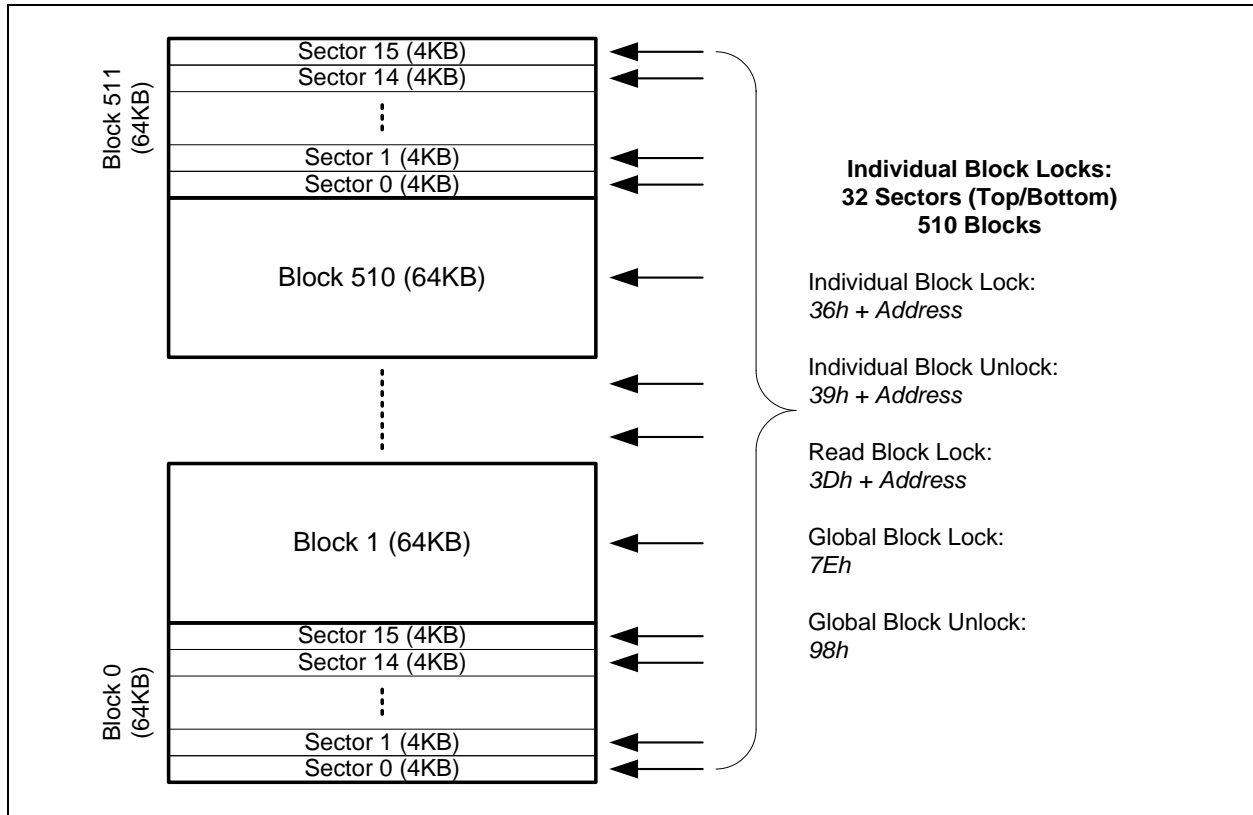 Block 511
(64KB)
Sector 15 (4KB)
Sector 14 (4KB)
Sector 1 (4KB)
Sector 0 (4KB)
Block 510 (64KB)
Block 1 (64KB)
Block 0
(64KB)
Sector 15 (4KB)
Sector 14 (4KB)
Sector 1 (4KB)
Sector 0 (4KB)
Individual Block Locks:
32 Sectors (Top/Bottom)
510 Blocks
Individual Block Lock:
36h + Address
Individual Block Unlock:
39h + Address
Read Block Lock:
3Dh + Address
Global Block Lock:
7Eh
Global Block Unlock:
98h